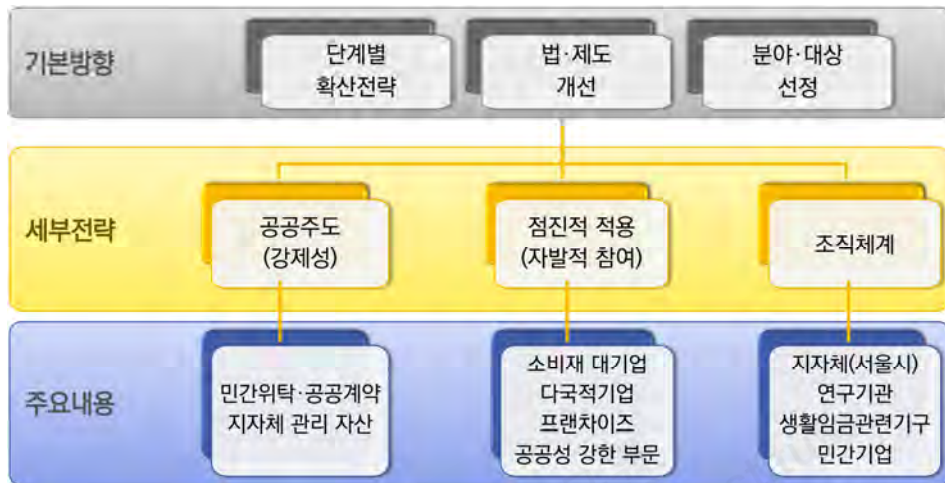 기본방향
단계별
확산전략
법·제도
개선
분야·대상
선정
세부전략
공공주도
(강제성)
점진적 적용
(자발적 참여)
조직체계
주요내용
민간위탁·공공계약
지자체 관리 자산
소비재 대기업
다국적기업
프랜차이즈
공공성 강한 부문
지자체(서울시)
연구기관
생활임금관련기구
민간기업